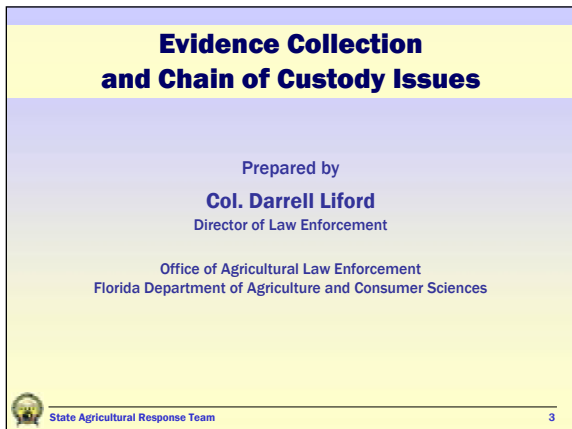 Evidence Collection
and Chain of Custody Issues
Prepared by
Col. Darrell Liford
Director of Law Enforcement
Office of Agricultural Law Enforcement
Florida Department of Agriculture and Consumer Sciences
State Agricultural Response Team 3